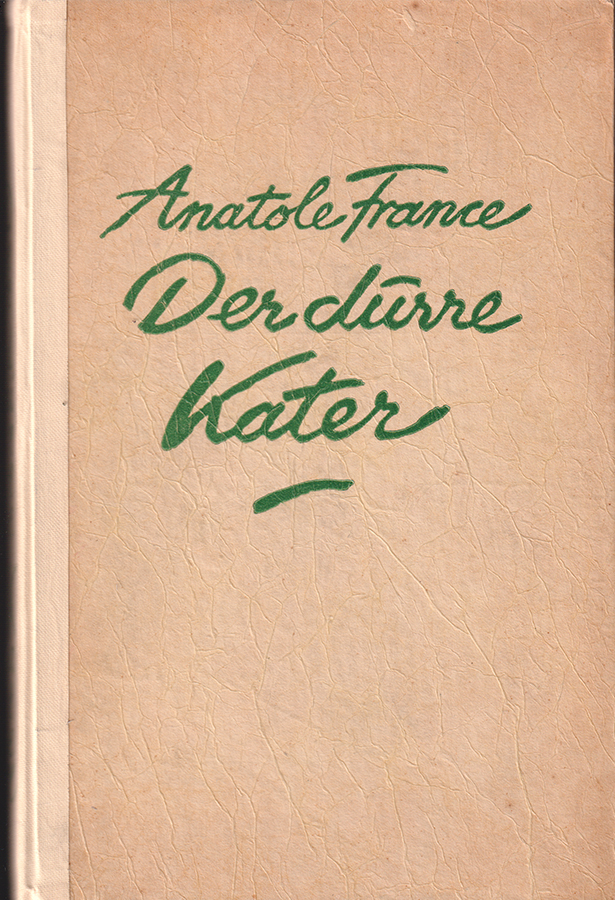 Anatole France
Der dürre
Kater